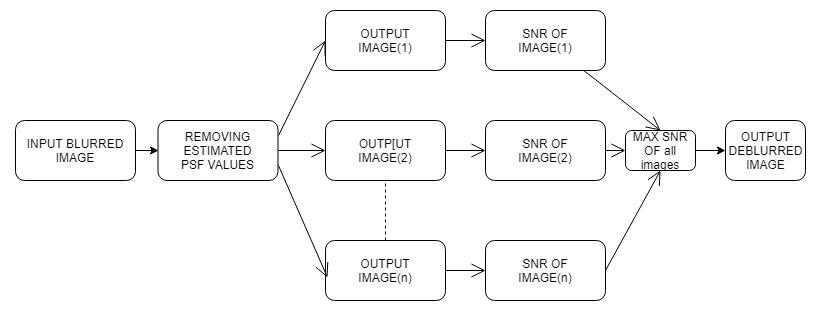 OUTPUT
IMAGE(1)
SNR OF
IMAGE(1)
INPUT BLURRED
IMAGE
REMOVING
ESTIMATED
PSF VALUES
OUTP[UT
IMAGE(2)
SNR OF
IMAGE(2)
MAX SNR
OF all
images
OUTPUT
DEBLURRED
IMAGE
OUTPUT
IMAGE(n)
SNR OF
IMAGE(n)